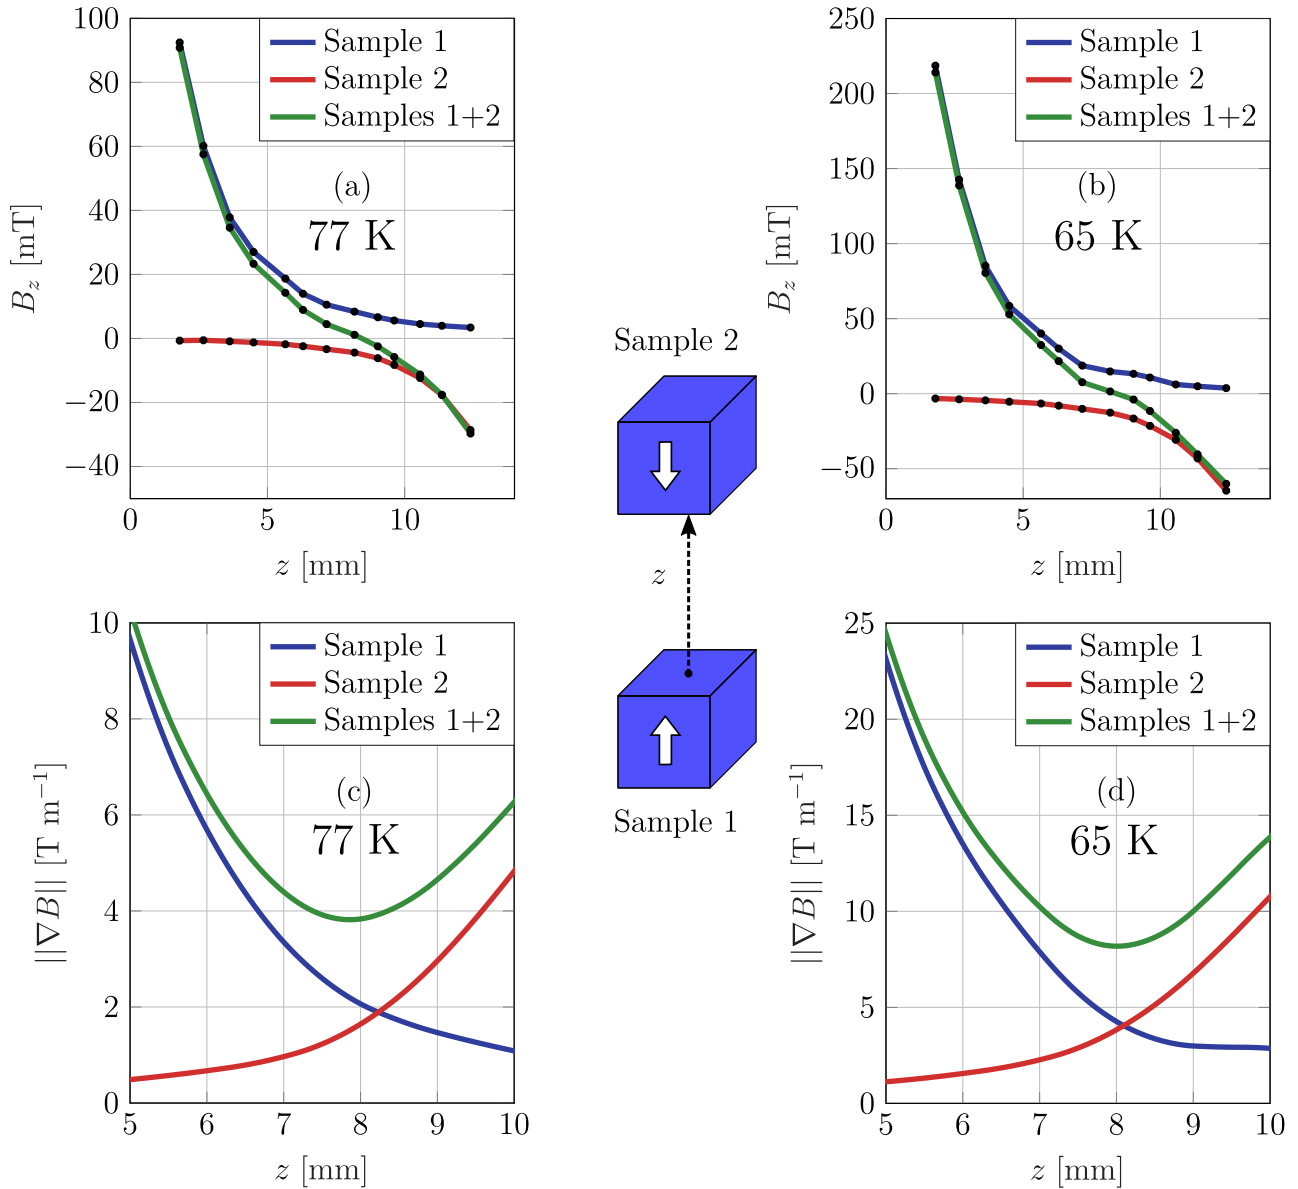 100
80
60
40
20
0
−20
−40
0 5 10
z [mm]
B_z [mT]
Sample 1
Sample 2
Samples 1+2
(a)
77 K
Sample 2
z
Sample 1
250
200
150
100
50
0
−50
0 5 10
z [mm]
B_z [mT]
Sample 1
Sample 2
Samples 1+2
(b)
65 K
10
8
6
4
2
0
5 6 7 8 9 10
z [mm]
||∇B|| [T m⁻¹]
Sample 1
Sample 2
Samples 1+2
(c)
77 K
25
20
15
10
5
0
5 6 7 8 9 10
z [mm]
||∇B|| [T m⁻¹]
Sample 1
Sample 2
Samples 1+2
(d)
65 K